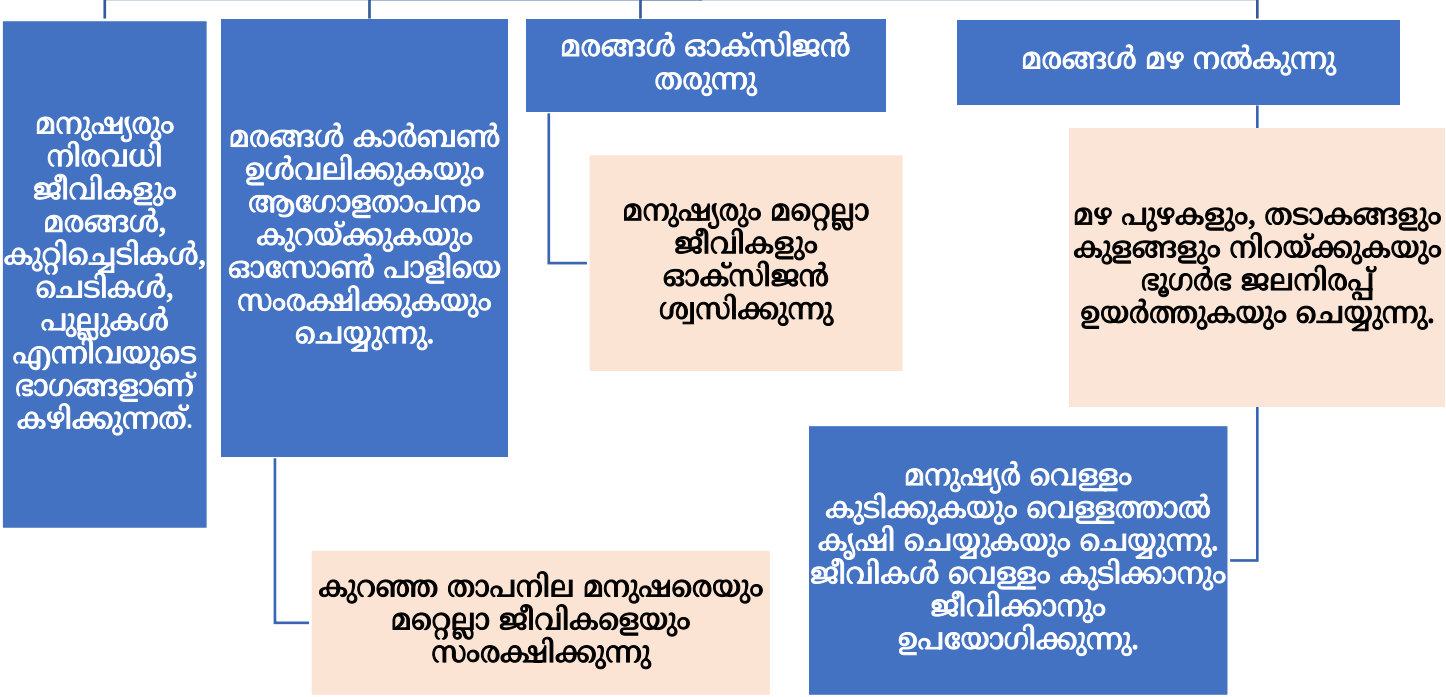 മനുഷ്യരും
നിരവധി
ജീവികളും
മരങ്ങൾ,
കുറ്റിച്ചെടികൾ,
ചെടികൾ,
പുല്ലുകൾ
എന്നിവയുടെ
ഭാഗങ്ങളാണ്
കഴിക്കുന്നത്.
മരങ്ങൾ കാർബൺ
ഉൾവലിക്കുകയും
ആഗോളതാപനം
കുറയ്ക്കുകയും
ഓസോൺ പാളിയെ
സംരക്ഷിക്കുകയും
ചെയ്യുന്നു.
കുറഞ്ഞ താപനില മനുഷരെയും
മറ്റെല്ലാ ജീവികളെയും
സംരക്ഷിക്കുന്നു
മരങ്ങൾ ഓക്സിജൻ
തരുന്നു
മനുഷ്യരും മറ്റെല്ലാ
ജീവികളും
ഓക്സിജൻ
ശ്വസിക്കുന്നു
മരങ്ങൾ മഴ നൽകുന്നു
മഴ പുഴകളും, തടാകങ്ങളും
കുളങ്ങളും നിറയ്ക്കുകയും
ഭൂഗർഭ ജലനിരപ്പ്
ഉയർത്തുകയും ചെയ്യുന്നു.
മനുഷ്യർ വെള്ളം
കുടിക്കുകയും വെള്ളത്താൽ
കൃഷി ചെയ്യുകയും ചെയ്യുന്നു.
ജീവികൾ വെള്ളം കുടിക്കാനും
ജീവിക്കാനും
ഉപയോഗിക്കുന്നു.